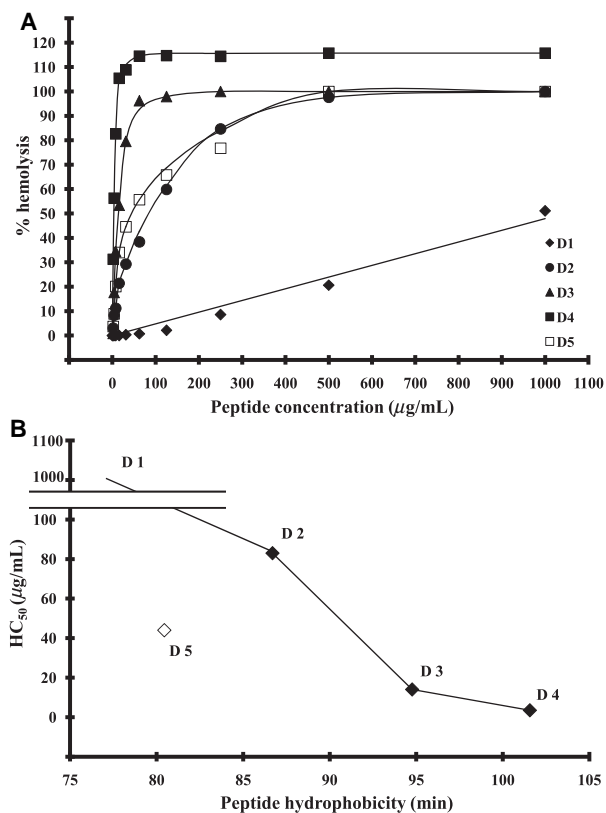 A
% hemolysis
120
110
100
90
80
70
60
50
40
30
20
10
0
D1
D2
D3
D4
D5
0 100 200 300 400 500 600 700 800 900 1000 1100
Peptide concentration (μg/mL)
B
HC50 (μg/mL)
1100
1000
100
80
60
40
20
0
D 1
D 2
D 5
D 3
D 4
75 80 85 90 95 100 105
Peptide hydrophobicity (min)